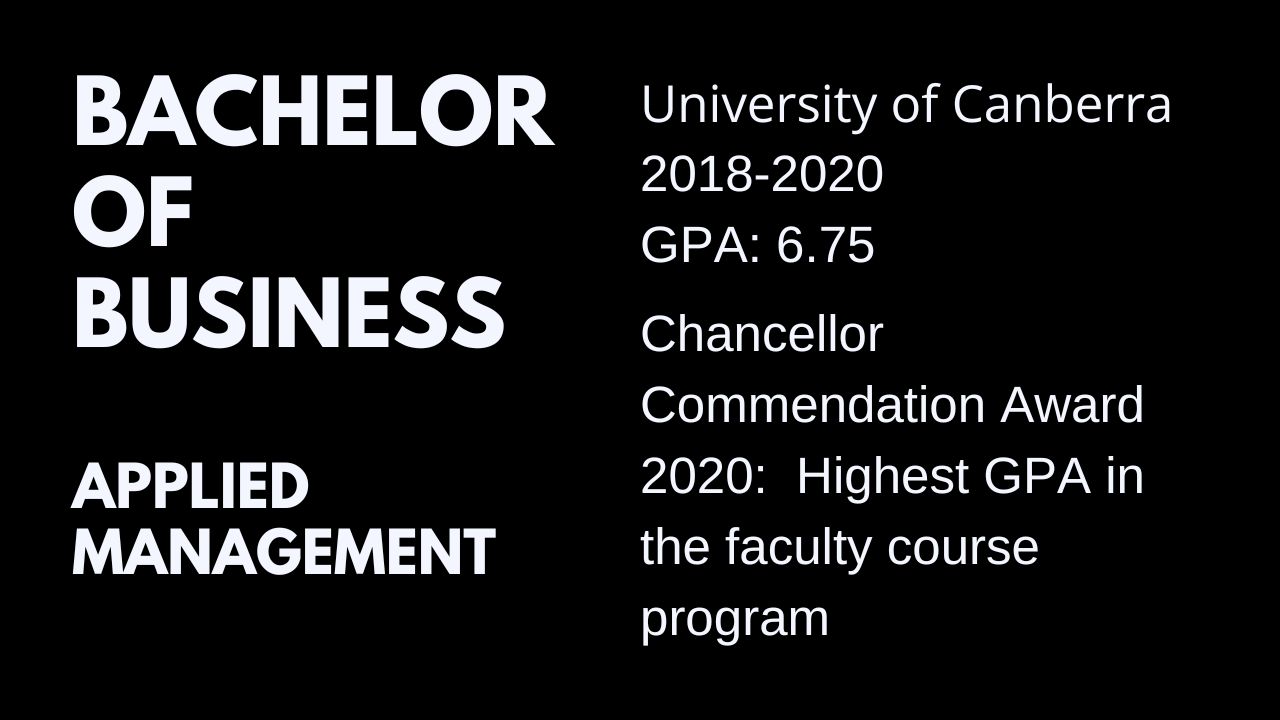 BACHELOR
OF
BUSINESS
APPLIED
MANAGEMENT
University of Canberra
2018-2020
GPA: 6.75
Chancellor
Commendation Award
2020:  Highest GPA in
the faculty course
program